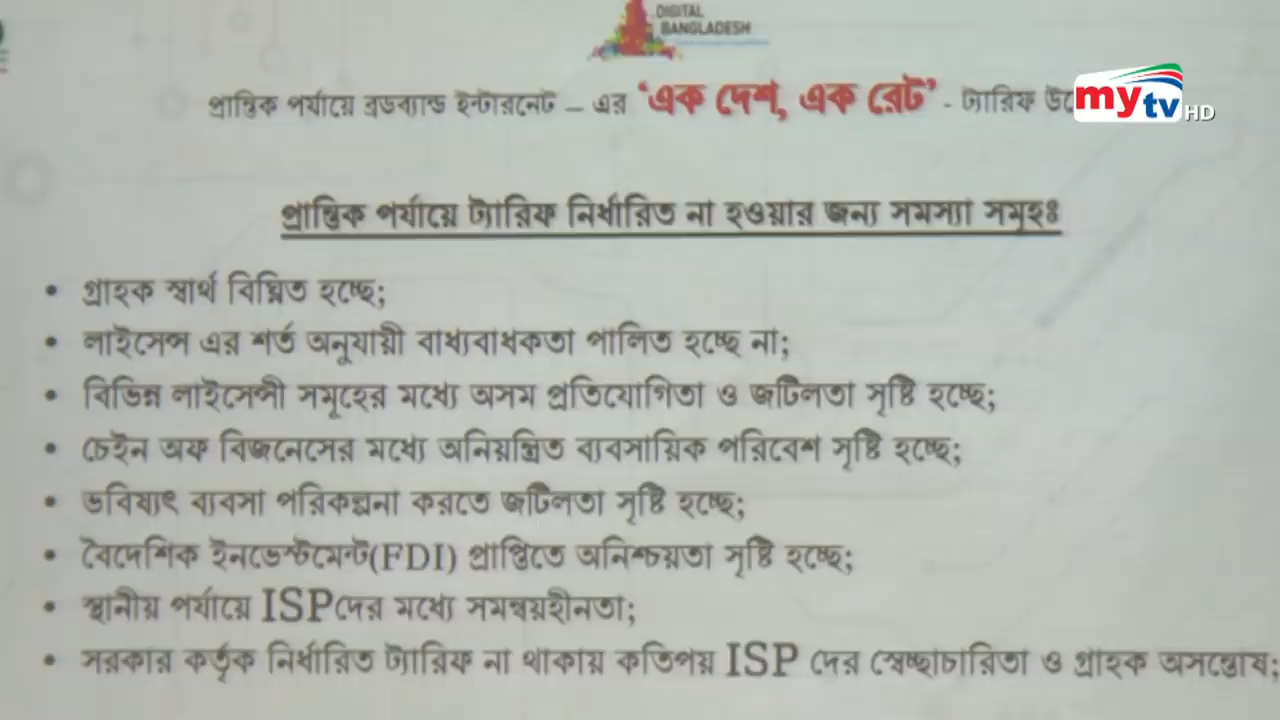 DIGITAL
BANGLADESH
প্রান্তিক পর্যায়ে ব্রডব্যান্ড ইন্টারনেট – এর ‘এক দেশ, এক রেট’ - ট্যারিফ
mytv HD
প্রান্তিক পর্যায়ে ট্যারিফ নির্ধারিত না হওয়ার জন্য সমস্যা সমূহঃ
• গ্রাহক স্বার্থ বিঘ্নিত হচ্ছে;
• লাইসেন্স এর শর্ত অনুযায়ী বাধ্যবাধকতা পালিত হচ্ছে না;
• বিভিন্ন লাইসেন্সী সমূহের মধ্যে অসম প্রতিযোগিতা ও জটিলতা সৃষ্টি হচ্ছে;
• চেইন অফ বিজনেসের মধ্যে অনিয়ন্ত্রিত ব্যবসায়িক পরিবেশ সৃষ্টি হচ্ছে;
• ভবিষ্যৎ ব্যবসা পরিকল্পনা করতে জটিলতা সৃষ্টি হচ্ছে;
• বৈদেশিক ইনভেস্টমেন্ট(FDI) প্রাপ্তিতে অনিশ্চয়তা সৃষ্টি হচ্ছে;
• স্থানীয় পর্যায়ে ISPদের মধ্যে সমন্বয়হীনতা;
• সরকার কর্তৃক নির্ধারিত ট্যারিফ না থাকায় কতিপয় ISP দের স্বেচ্ছাচারিতা ও গ্রাহক অসন্তোষ;